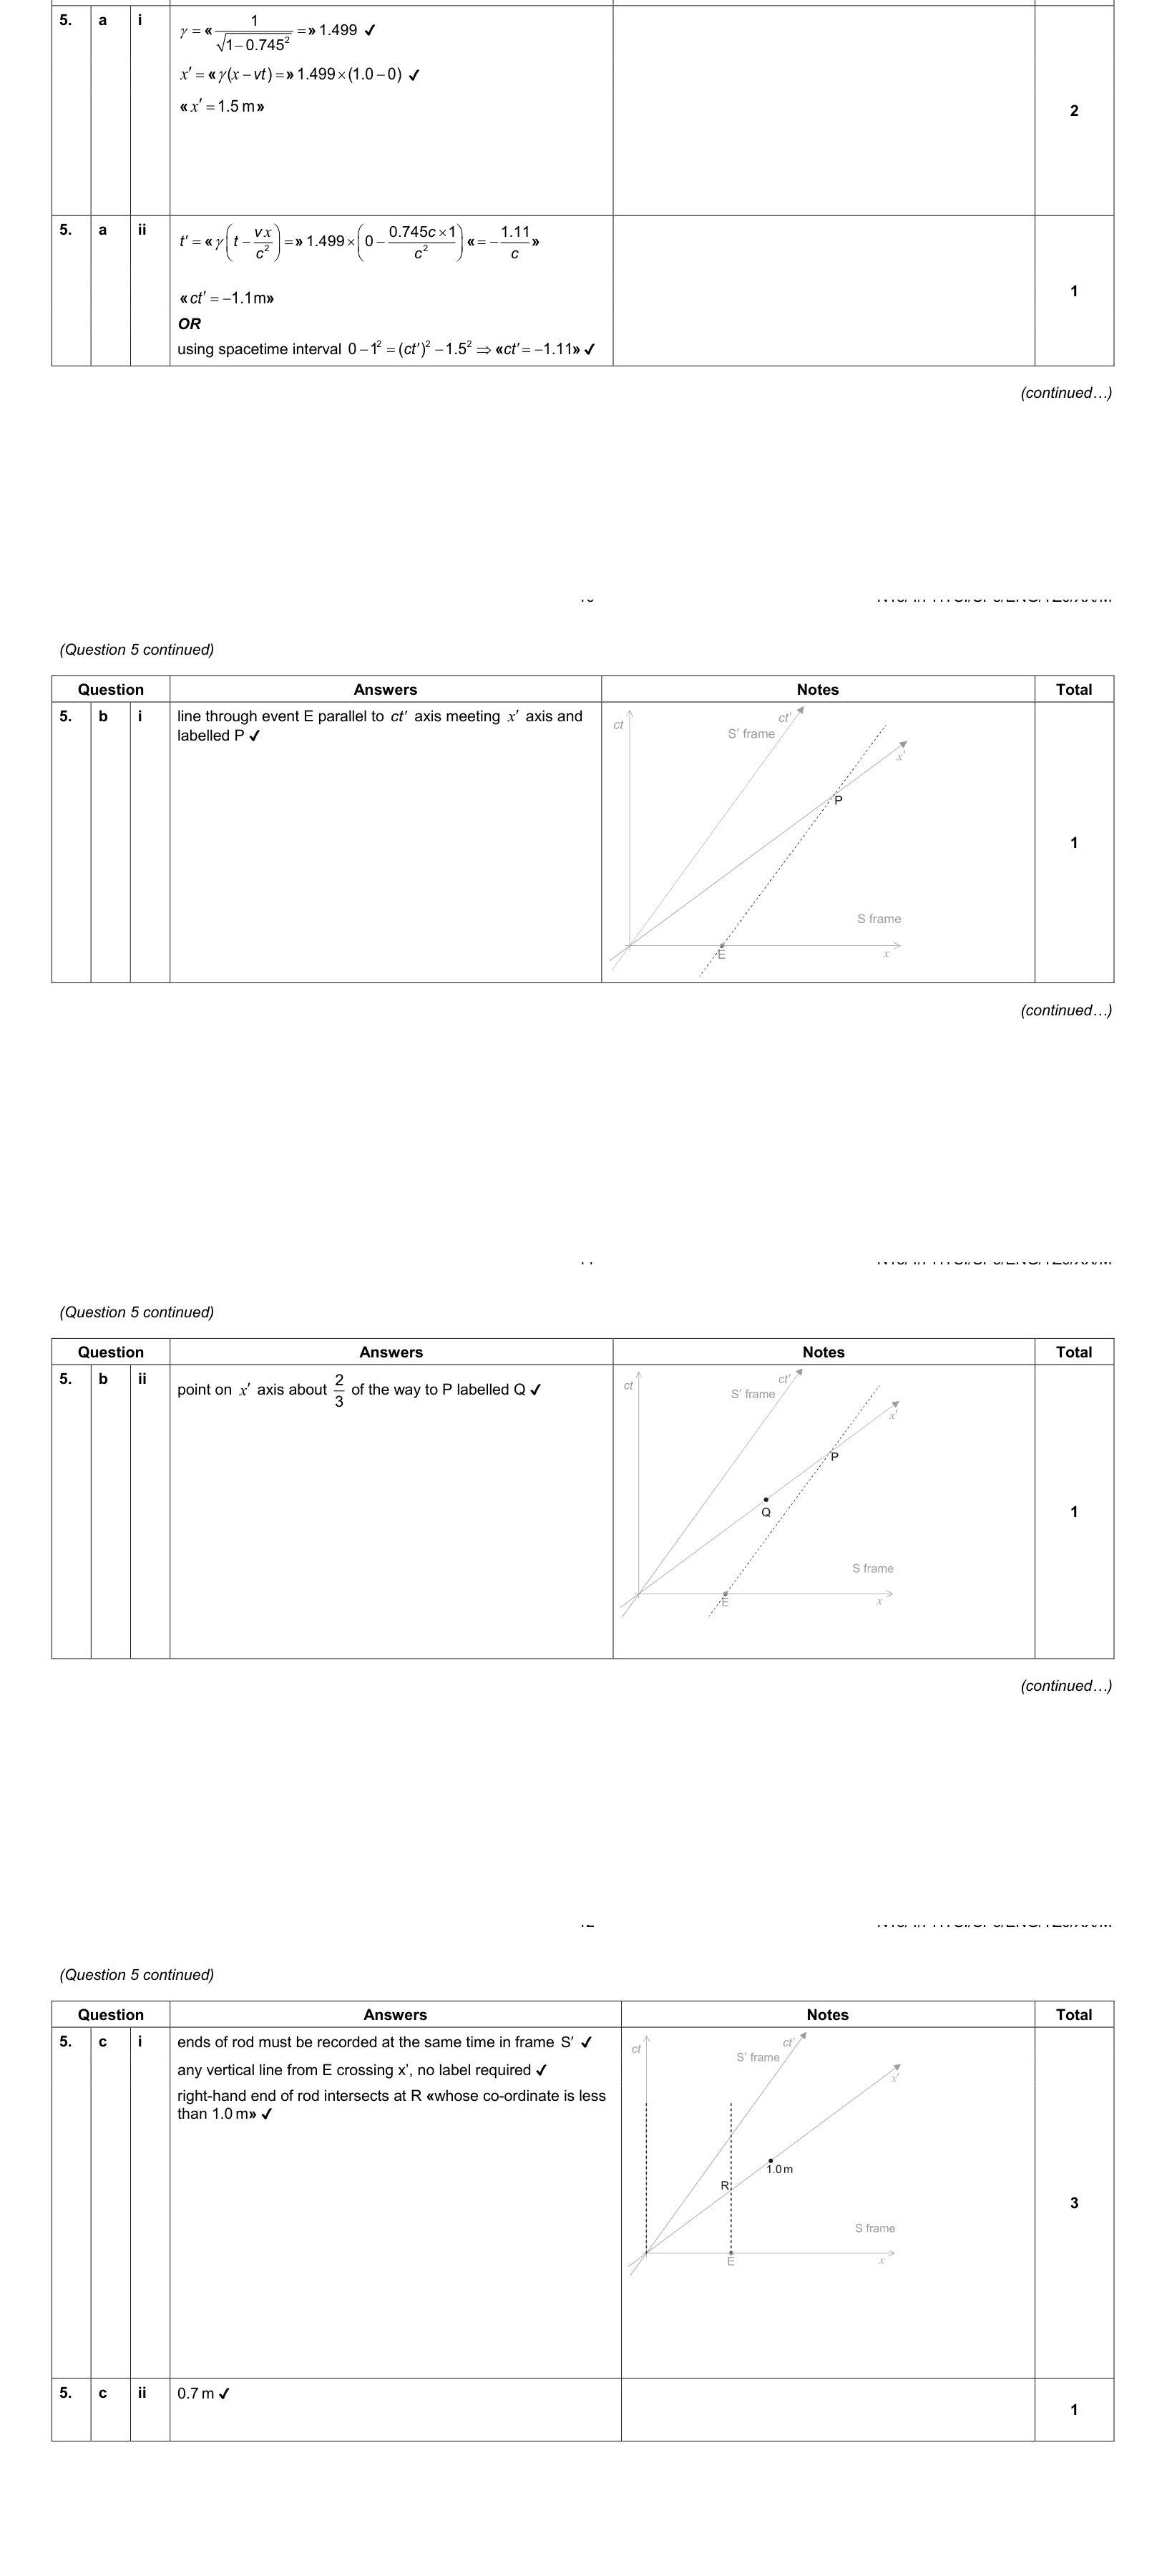 5. a i γ = « 1/√(1−0.745²) = » 1.499 ✓
x′ = « γ(x − vt) = » 1.499 × (1.0 − 0) ✓
« x′ = 1.5 m »
2
5. a ii t′ = « γ(t − vx/c²) = » 1.499 × (0 − 0.745c × 1/c²) « = − 1.11/c »
« ct′ = −1.1m »
OR
using spacetime interval 0 − 1² = (ct′)² − 1.5² ⇒ « ct′ = −1.11 » ✓
1
(continued…)
(Question 5 continued)
Question Answers Notes Total
5. b i line through event E parallel to ct′ axis meeting x′ axis and
labelled P ✓
ct
ct′
S′ frame
x′
P
S frame
E
x
1
(continued…)
(Question 5 continued)
Question Answers Notes Total
5. b ii point on x′ axis about 2/3 of the way to P labelled Q ✓
ct
ct′
S′ frame
x′
P
Q
S frame
E
x
1
(continued…)
(Question 5 continued)
Question Answers Notes Total
5. c i ends of rod must be recorded at the same time in frame S′ ✓
any vertical line from E crossing x’, no label required ✓
right-hand end of rod intersects at R «whose co-ordinate is less
than 1.0 m» ✓
ct
ct′
S′ frame
x′
1.0 m
R
S frame
E
x
3
5. c ii 0.7 m ✓
1